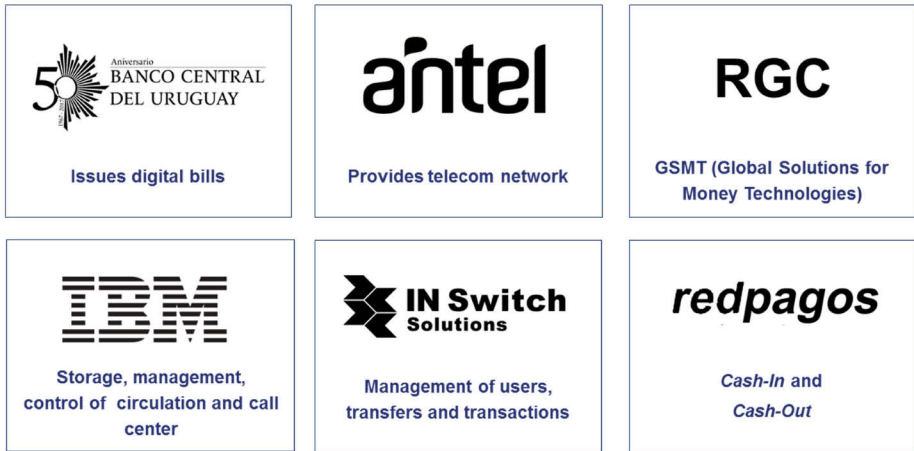 50
Aniversario
BANCO CENTRAL
DEL URUGUAY
Issues digital bills
antel
Provides telecom network
RGC
GSMT (Global Solutions for
Money Technologies)
IBM
Storage, management,
control of circulation and call
center
IN Switch
Solutions
Management of users,
transfers and transactions
redpagos
Cash-In and
Cash-Out